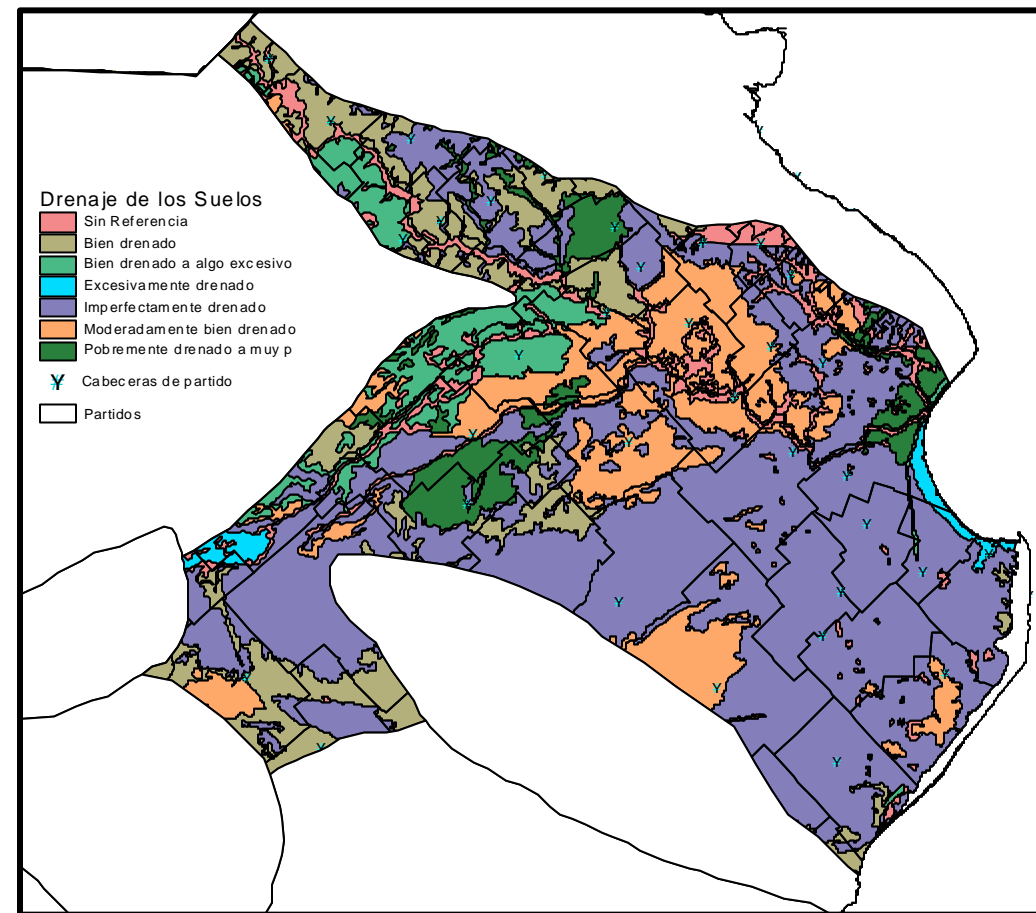 Drenaje de los Suelos
Sin Referencia
Bien drenado
Bien drenado a algo excesivo
Excesivamente drenado
Imperfectamente drenado
Moderadamente bien drenado
Pobremente drenado a muy p
Cabeceras de partido
Partidos